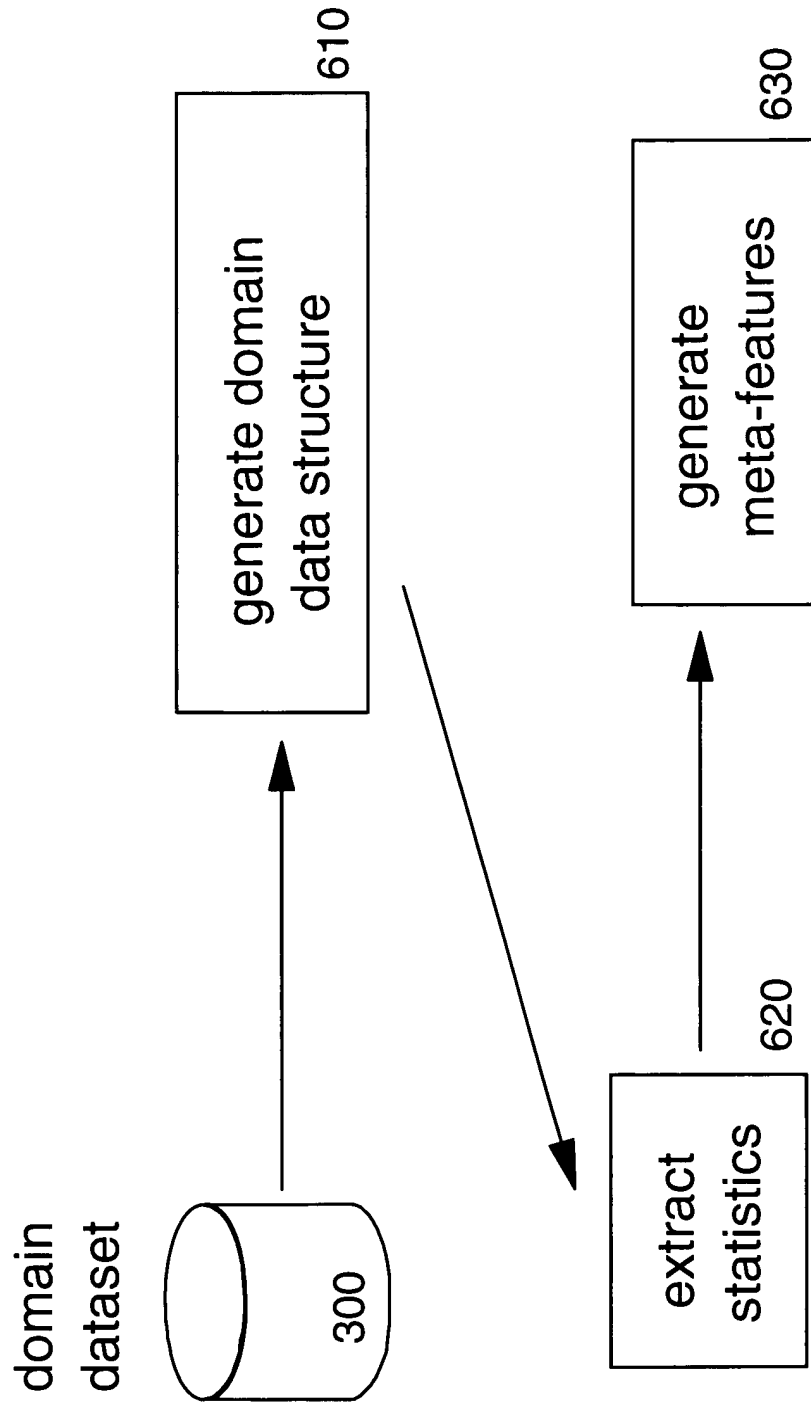 domain
dataset
300
generate domain
data structure
610
extract
statistics
620
generate
meta-features
630